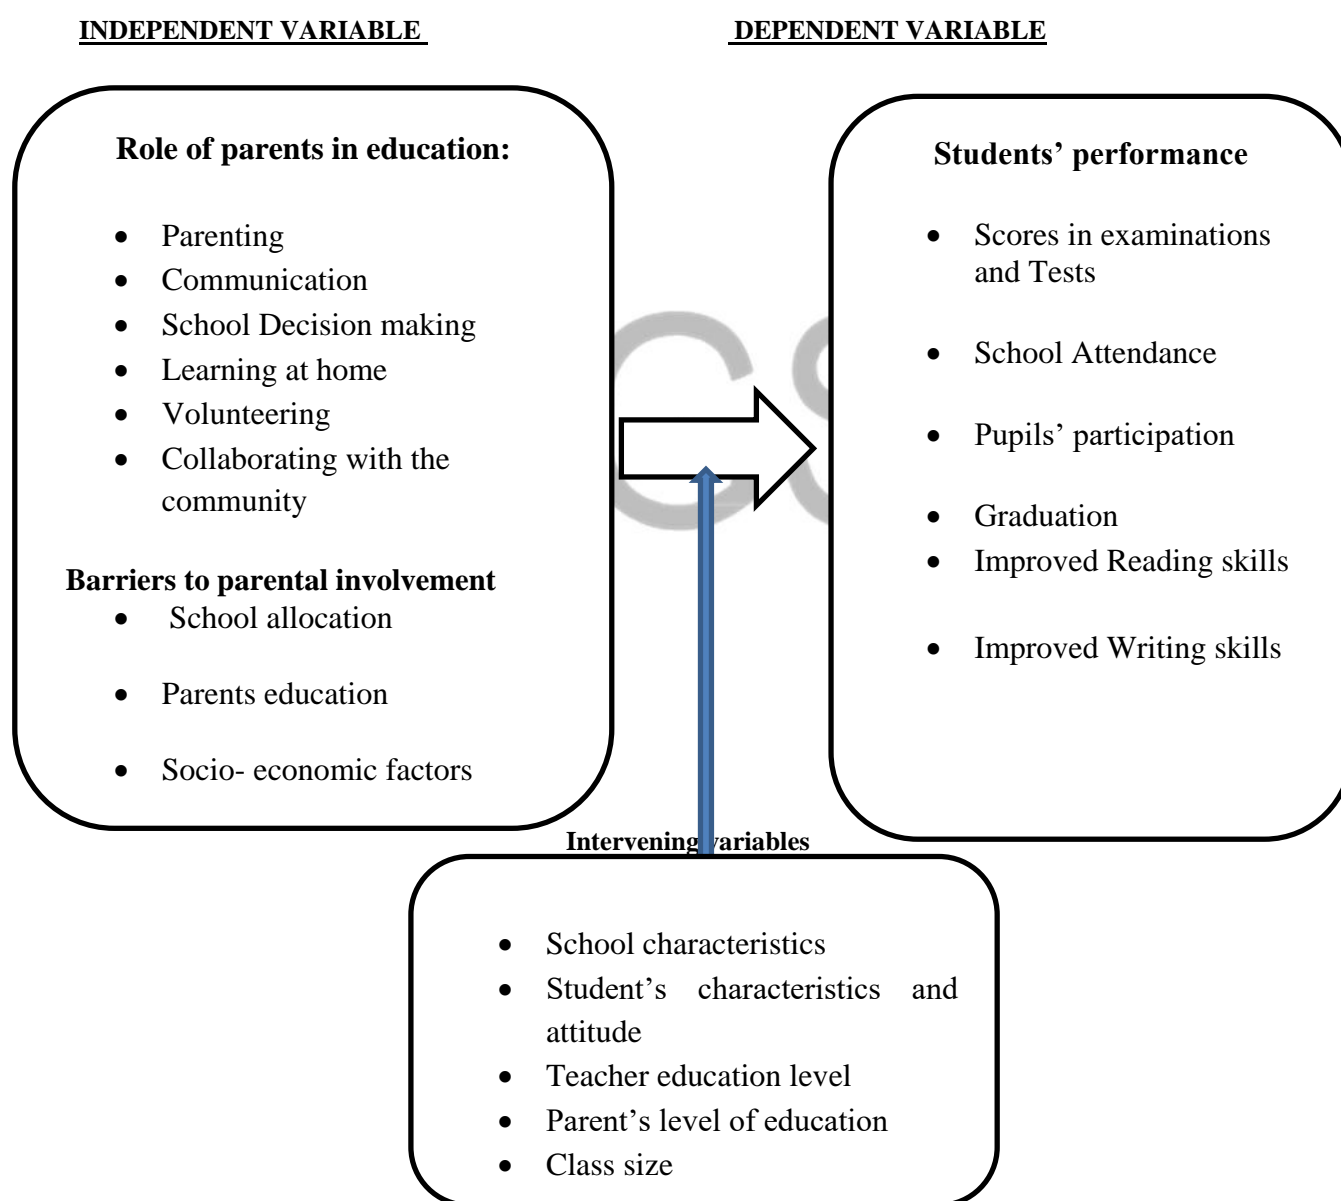 INDEPENDENT VARIABLE
DEPENDENT VARIABLE
Role of parents in education:
• Parenting
• Communication
• School Decision making
• Learning at home
• Volunteering
• Collaborating with the
community
Barriers to parental involvement
• School allocation
• Parents education
• Socio- economic factors
Students’ performance
• Scores in examinations
and Tests
• School Attendance
• Pupils’ participation
• Graduation
• Improved Reading skills
• Improved Writing skills
CS
Intervening variables
• School characteristics
• Student’s characteristics and
attitude
• Teacher education level
• Parent’s level of education
• Class size